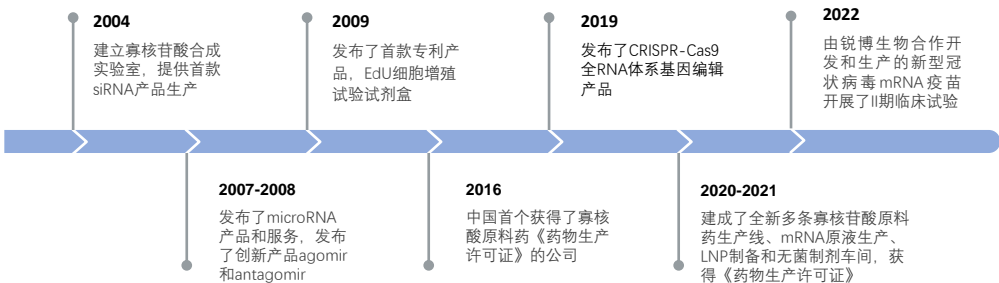 2004
建立寡核苷酸合成
实验室，提供首款
siRNA产品生产
2007-2008
发布了microRNA
产品和服务，发布
了创新产品agomir
和antagomir
2009
发布了首款专利产
品，EdU细胞增殖
试验试剂盒
2016
中国首个获得了寡核
酸原料药《药物生产
许可证》的公司
2019
发布了CRISPR-Cas9
全RNA体系基因编辑
产品
2020-2021
建成了全新多条寡核苷酸原料
药生产线、mRNA原液生产、
LNP制备和无菌制剂车间，获
得《药物生产许可证》
2022
由锐博生物合作开
发和生产的新型冠
状病毒mRNA疫苗
开展了II期临床试验